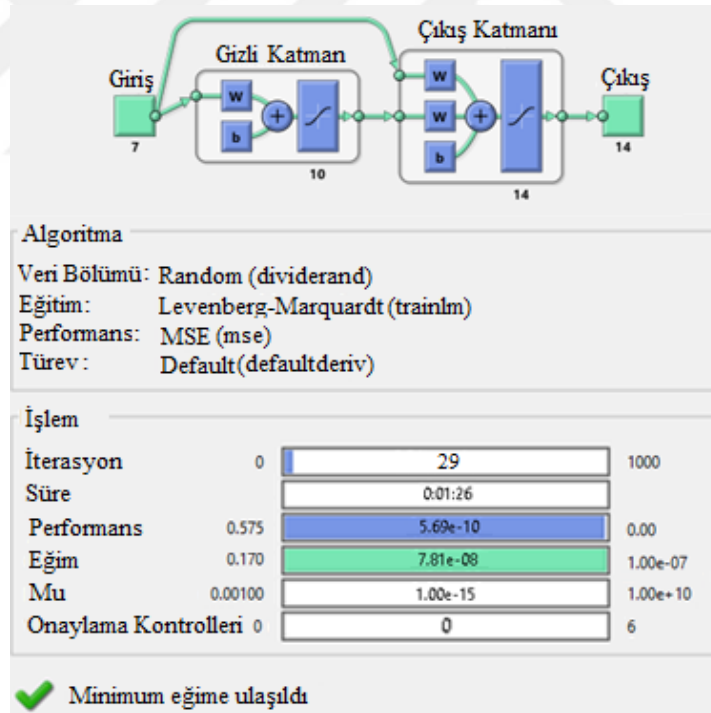 Çıkış Katmanı
Gizli Katman
Giriş
Çıkış
W
W
W
b
b
7
10
14
14
Algoritma
Veri Bölümü: Random (dividerand)
Eğitim: Levenberg-Marquardt (trainlm)
Performans: MSE (mse)
Türev: Default (defaultderiv)
İşlem
İterasyon 0 29 1000
Süre 0:01:26
Performans 0.575 5.69e-10 0.00
Eğim 0.170 7.81e-08 1.00e-07
Mu 0.00100 1.00e-15 1.00e+10
Onaylama Kontrolleri 0 0 6
Minimum eğime ulaşıldı